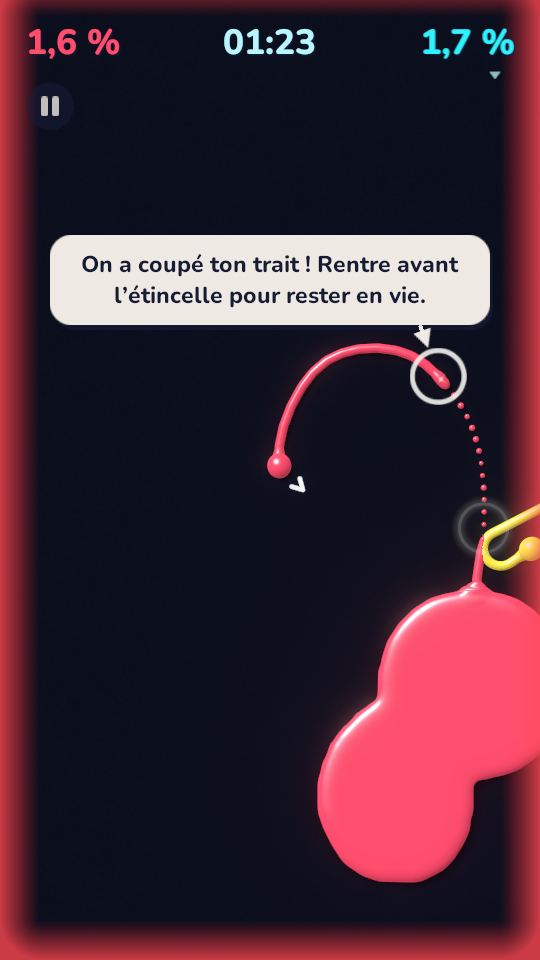 1,6 %
01:23
1,7 %
On a coupé ton trait ! Rentre avant
l’étincelle pour rester en vie.